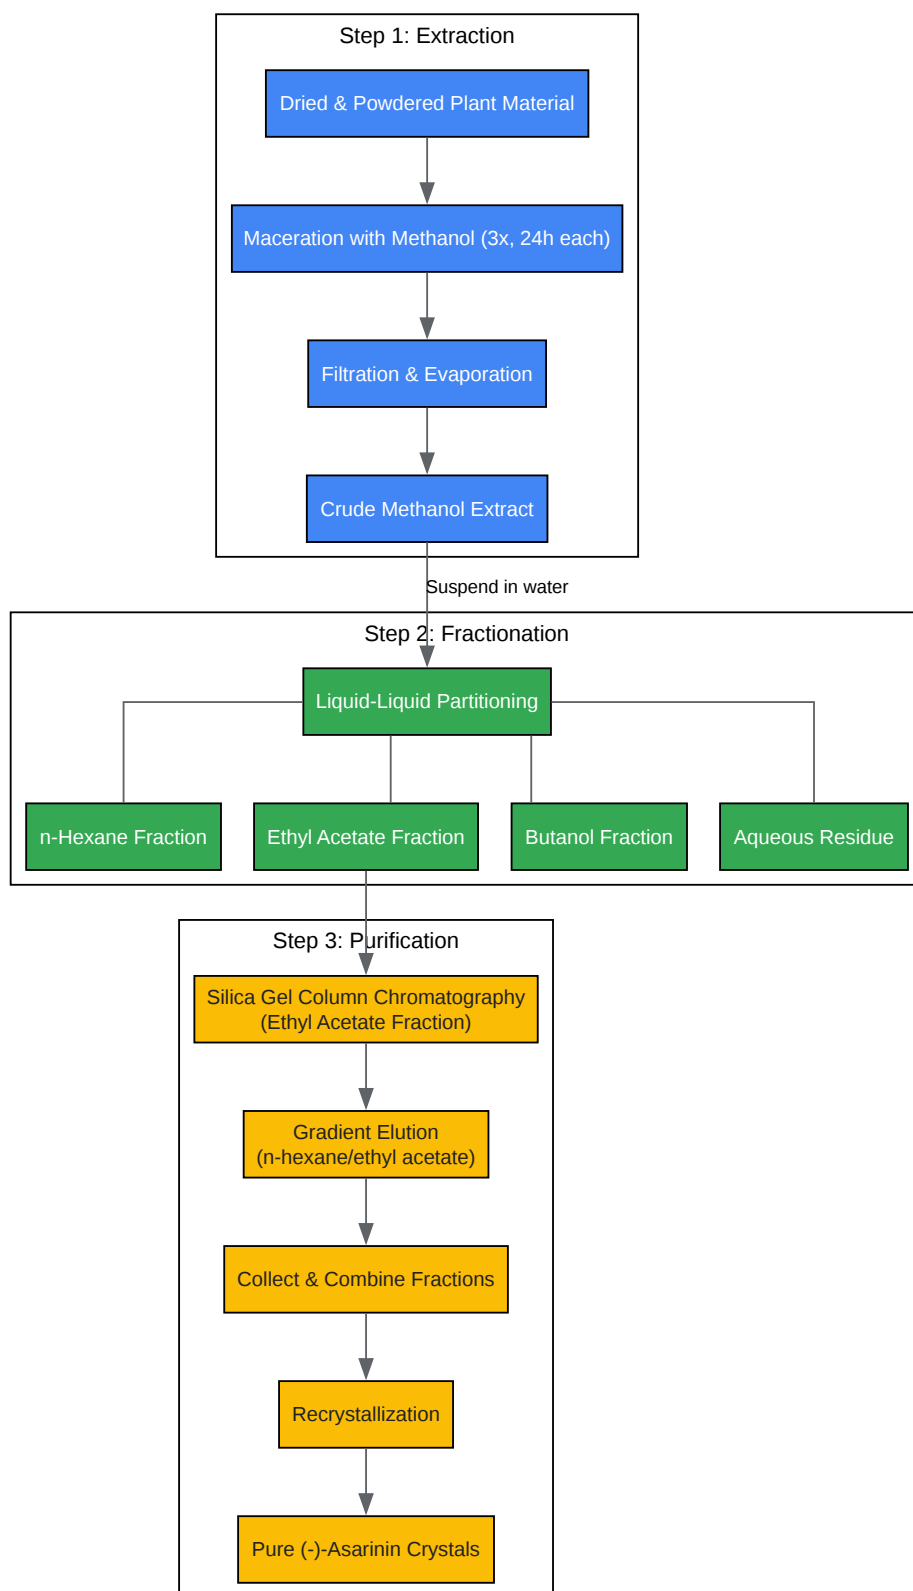 Step 1: Extraction
Dried & Powdered Plant Material
Maceration with Methanol (3x, 24h each)
Filtration & Evaporation
Crude Methanol Extract
Suspend in water
Step 2: Fractionation
Liquid-Liquid Partitioning
n-Hexane Fraction
Ethyl Acetate Fraction
Butanol Fraction
Aqueous Residue
Step 3: Purification
Silica Gel Column Chromatography
(Ethyl Acetate Fraction)
Gradient Elution
(n-hexane/ethyl acetate)
Collect & Combine Fractions
Recrystallization
Pure (-)-Asarinin Crystals